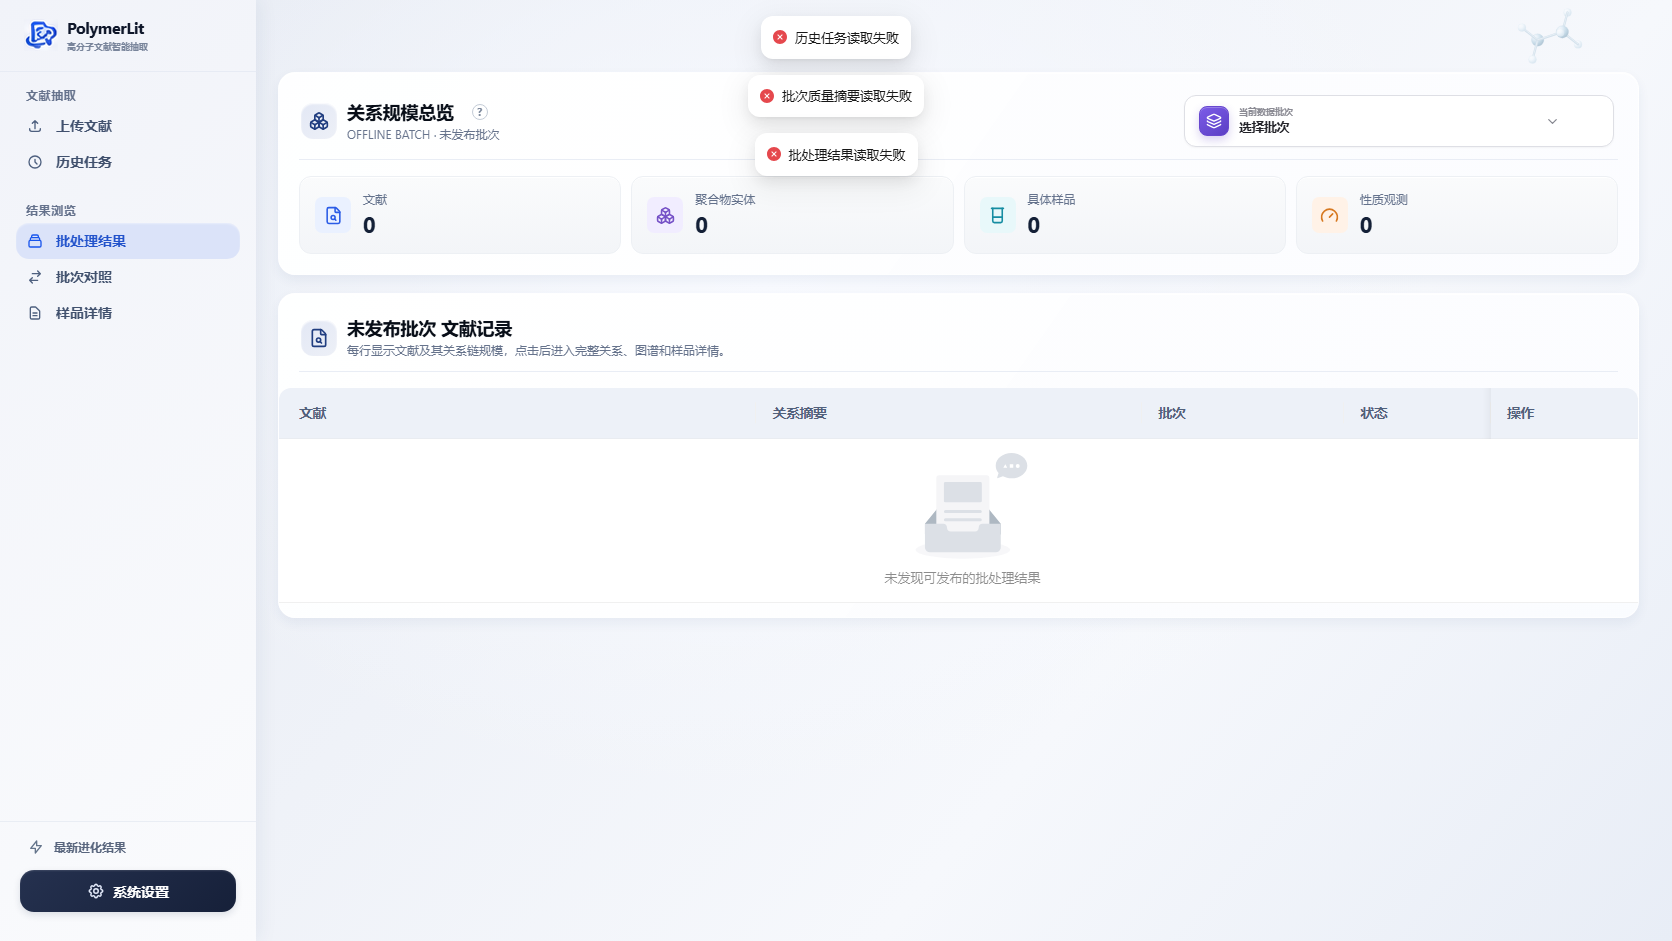 PolymerLit
高分子文献智能抽取
文献抽取
上传文献
历史任务
结果浏览
批处理结果
批次对照
样品详情
最新进化结果
系统设置
历史任务读取失败
批次质量摘要读取失败
批处理结果读取失败
关系规模总览 ?
OFFLINE BATCH · 未发布批次
当前数据批次
选择批次
文献
0
聚合物实体
0
具体样品
0
性质观测
0
未发布批次 文献记录
每行显示文献及其关系链规模，点击后进入完整关系、图谱和样品详情。
文献 关系摘要 批次 状态 操作
未发现可发布的批处理结果